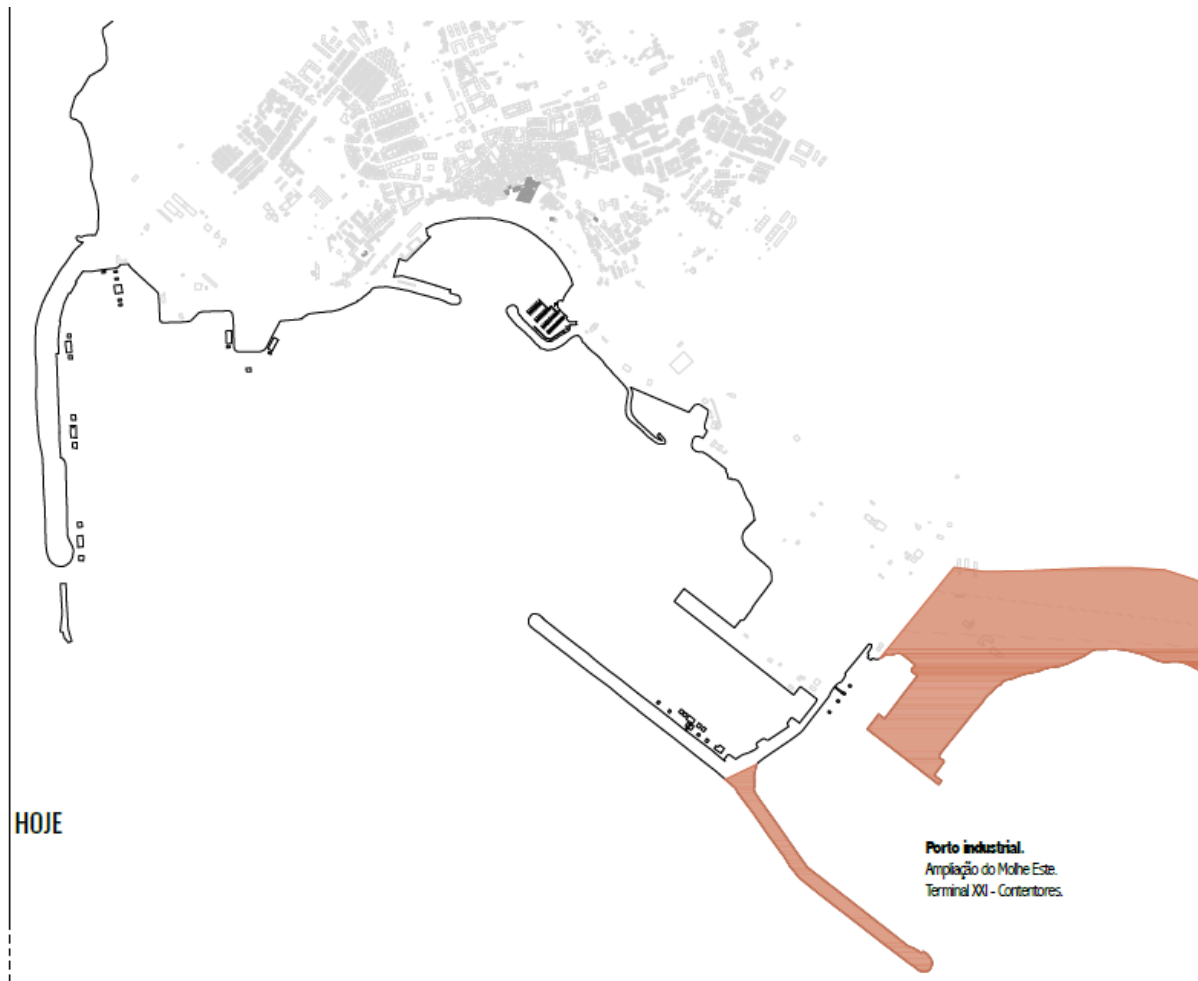 HOJE
Porto industrial.
Ampliação do Molhe Este.
Terminal XXI - Contentores.